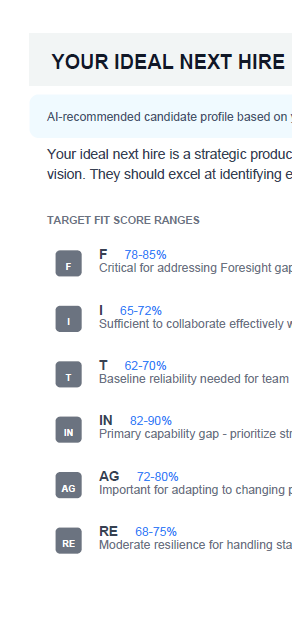 YOUR IDEAL NEXT HIRE
AI-recommended candidate profile based on
Your ideal next hire is a strategic produc
vision. They should excel at identifying e
TARGET FIT SCORE RANGES
F F 78-85%
Critical for addressing Foresight gap
I I 65-72%
Sufficient to collaborate effectively w
T T 62-70%
Baseline reliability needed for team
IN IN 82-90%
Primary capability gap - prioritize str
AG AG 72-80%
Important for adapting to changing p
RE RE 68-75%
Moderate resilience for handling sta